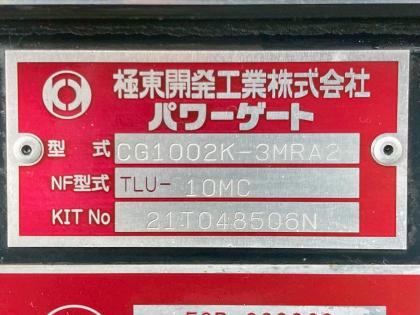 極東開発工業株式会社
パワーゲート
型 式 CG1002K-3MRA2
NF型式 TLU- 10MC
KIT No 21T048506N